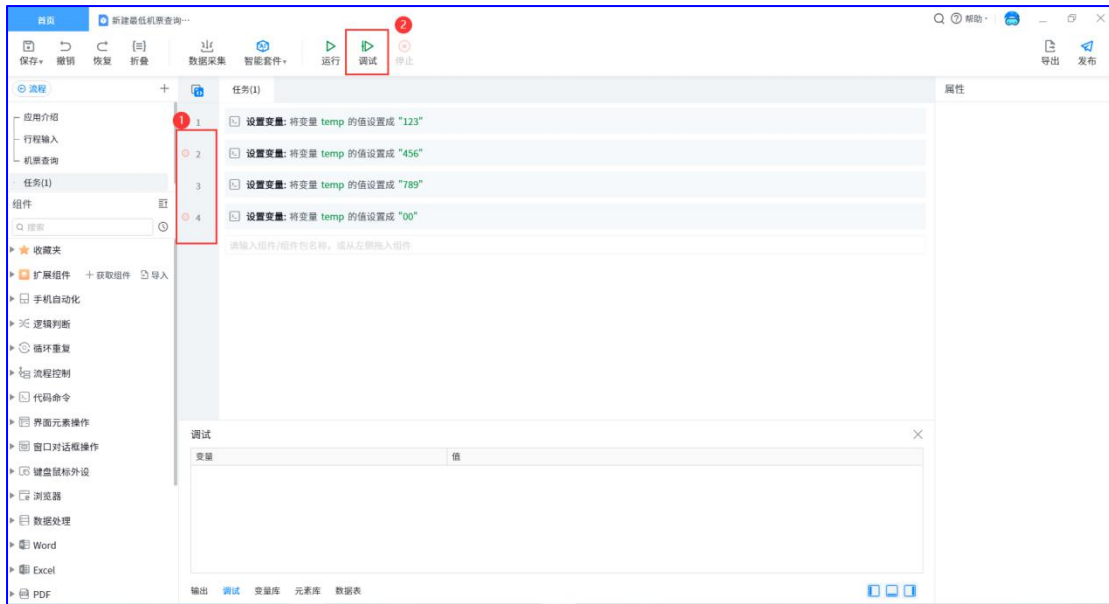 首页
新建最低机票查询…
2
帮助
保存
撤销
恢复
折叠
数据采集
智能套件
运行
调试
停止
导出
发布
流程
任务(1)
属性
应用介绍
行程输入
机票查询
任务(1)
1
1 设置变量: 将变量 temp 的值设置成 "123"
2 设置变量: 将变量 temp 的值设置成 "456"
3 设置变量: 将变量 temp 的值设置成 "789"
4 设置变量: 将变量 temp 的值设置成 "00"
请输入组件/组件包名称，或从左侧拖入组件
组件
搜索
收藏夹
扩展组件 +获取组件 导入
手机自动化
逻辑判断
循环重复
流程控制
代码命令
界面元素操作
窗口对话框操作
键盘鼠标外设
浏览器
数据处理
Word
Excel
PDF
调试
变量 值
输出 调试 变量库 元素库 数据表